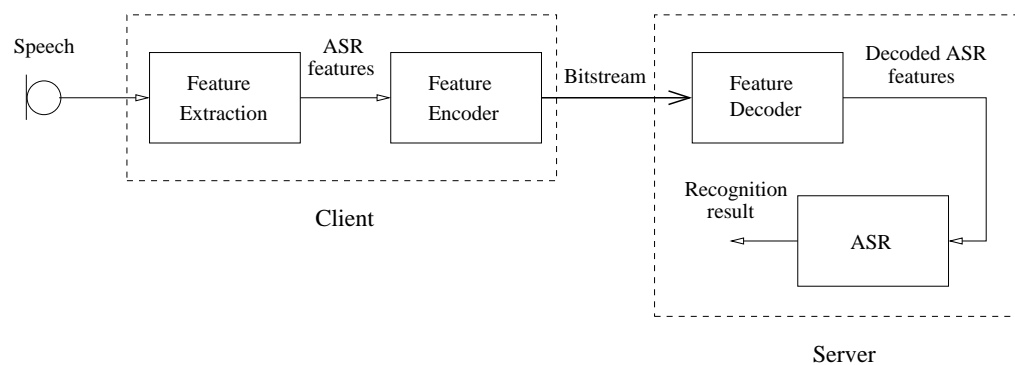 Speech
Feature
Extraction
ASR
features
Feature
Encoder
Bitstream
Feature
Decoder
Decoded ASR
features
Recognition
result
ASR
Client
Server